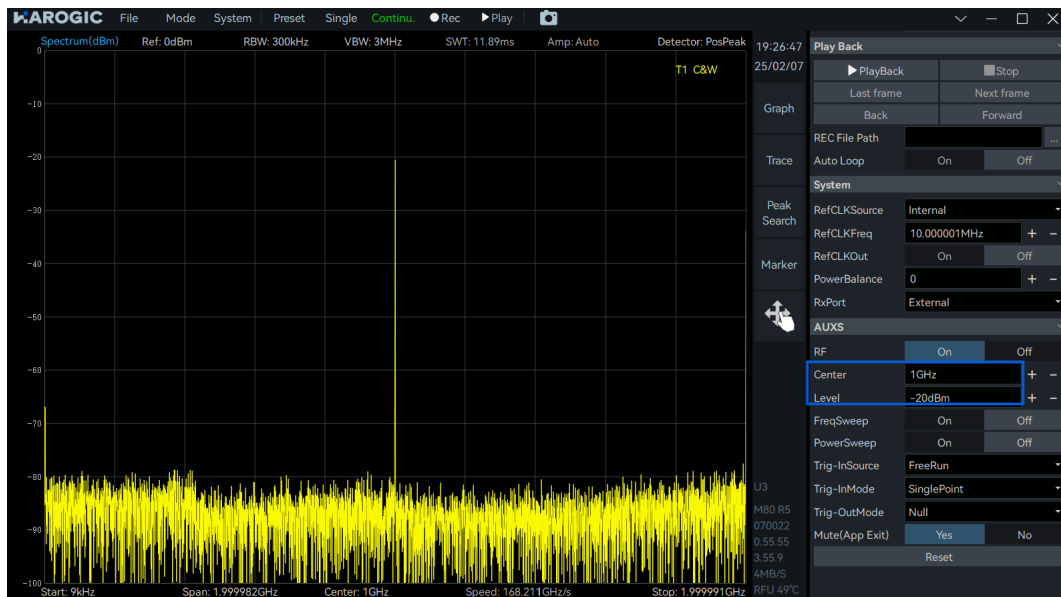 HAROGIC File Mode System Preset Single Continu. Rec Play
Spectrum(dBm) Ref: 0dBm RBW: 300kHz VBW: 3MHz SWT: 11.89ms Amp: Auto Detector: PosPeak
T1 C&W
0
-10
-20
-30
-40
-50
-60
-70
-80
-90
-100
Start: 9kHz Span: 1.999982GHz Center: 1GHz Speed: 168.211GHz/s Stop: 1.999991GHz
19:26:47
25/02/07
Graph
Trace
Peak
Search
Marker
U3
M80 R5
070022
0.55.55
3.55.9
4MB/S
RFU 49°C
Play Back
PlayBack Stop
Last frame Next frame
Back Forward
REC File Path ...
Auto Loop On Off
System
RefCLKSource Internal
RefCLKFreq 10.000001MHz + -
RefCLKOut On Off
PowerBalance 0 + -
RxPort External
AUXS
RF On Off
Center 1GHz + -
Level -20dBm + -
FreqSweep On Off
PowerSweep On Off
Trig-InSource FreeRun
Trig-InMode SinglePoint
Trig-OutMode Null
Mute(App Exit) Yes No
Reset